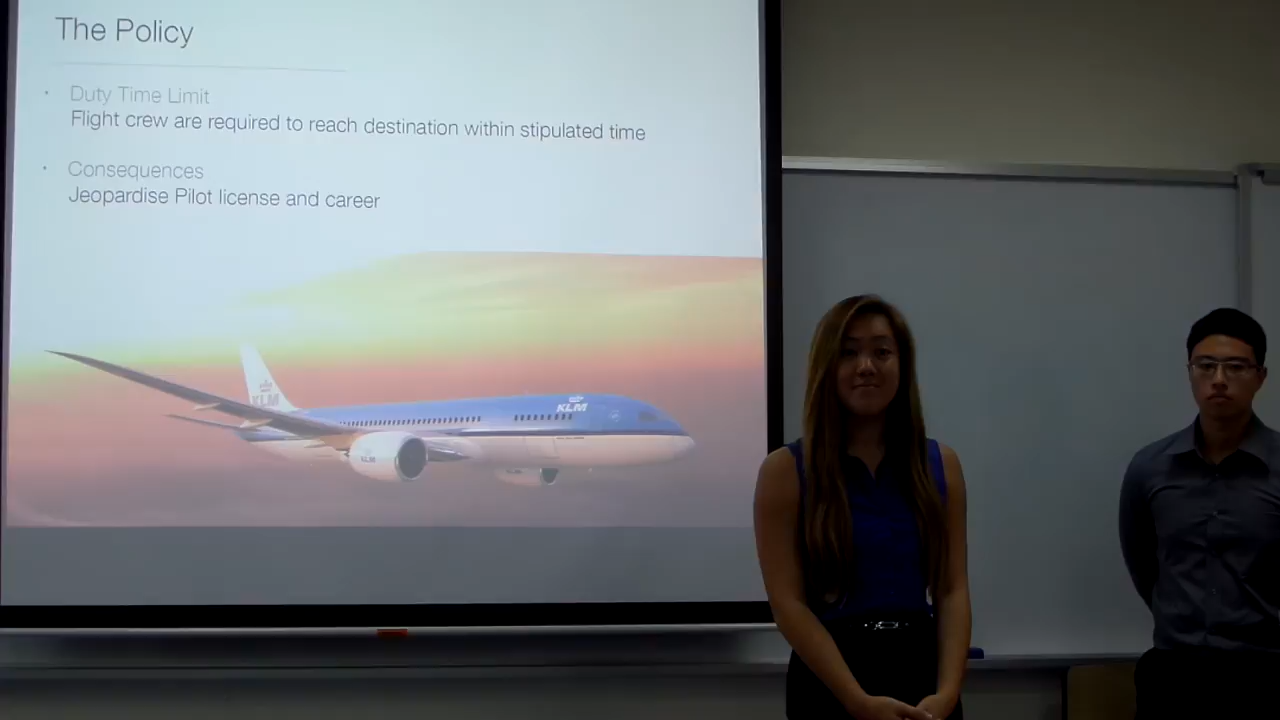 The Policy
• Duty Time Limit
Flight crew are required to reach destination within stipulated time
• Consequences
Jeopardise Pilot license and career
KLM
KLM
KLM